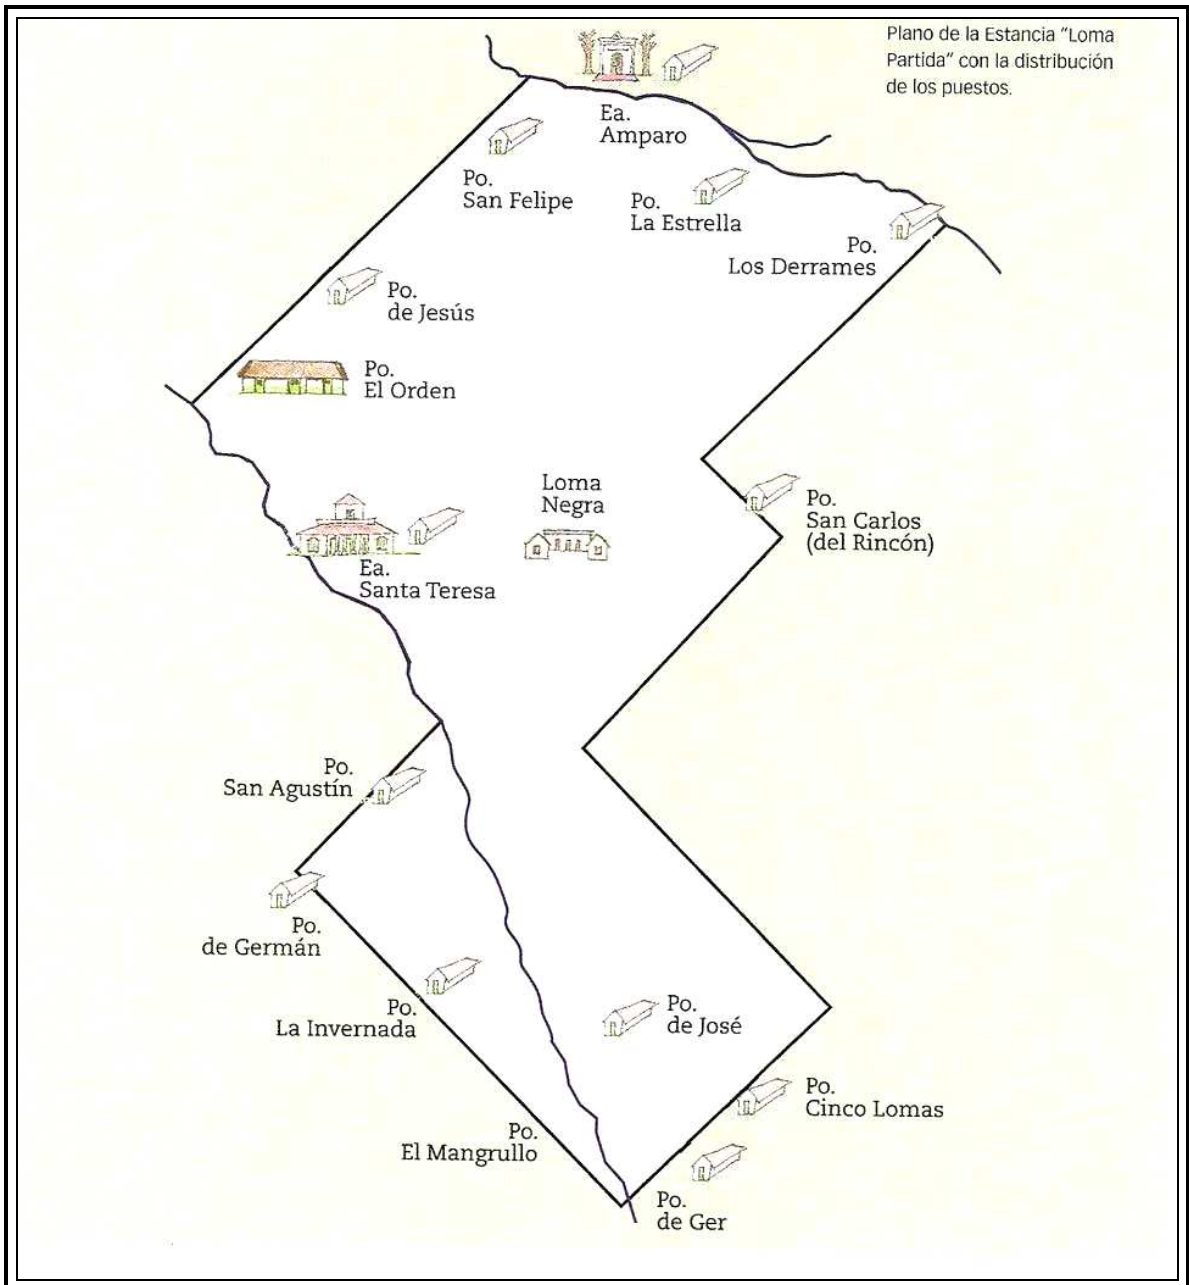 Plano de la Estancia "Loma
Partida" con la distribución
de los puestos.
Ea.
Amparo
Po.
San Felipe
Po.
La Estrella
Po.
Los Derrames
Po.
de Jesús
Po.
El Orden
Loma
Negra
Po.
San Carlos
(del Rincón)
Ea.
Santa Teresa
Po.
San Agustín
Po.
de Germán
Po.
La Invernada
Po.
de José
Po.
Cinco Lomas
Po.
El Mangrullo
Po.
de Ger